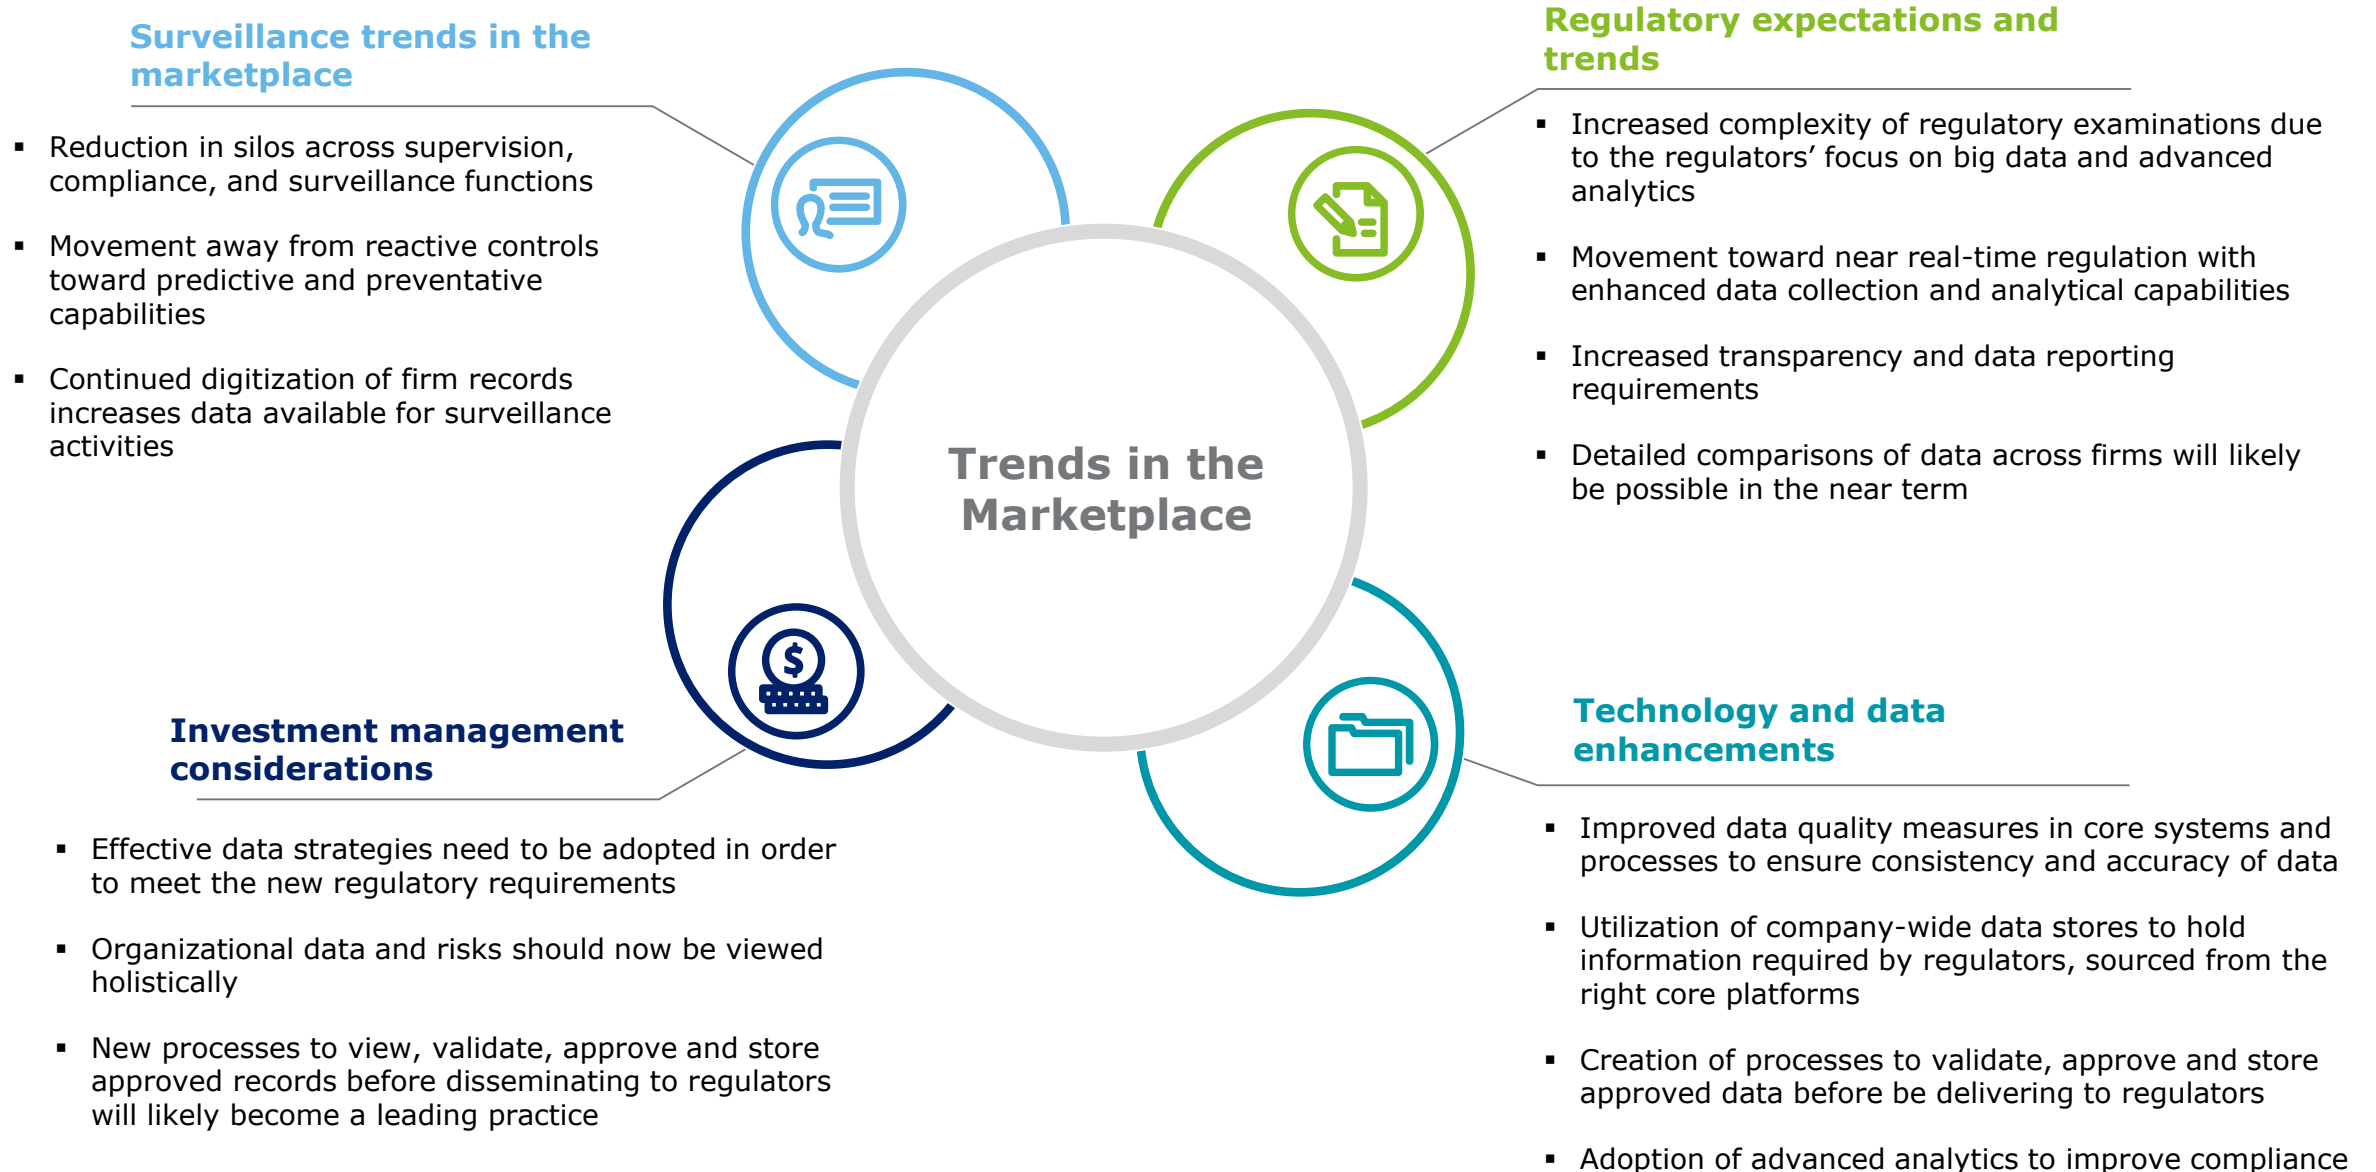 Surveillance trends in the
marketplace
▪ Reduction in silos across supervision,
compliance, and surveillance functions
▪ Movement away from reactive controls
toward predictive and preventative
capabilities
▪ Continued digitization of firm records
increases data available for surveillance
activities
Regulatory expectations and
trends
▪ Increased complexity of regulatory examinations due
to the regulators’ focus on big data and advanced
analytics
▪ Movement toward near real-time regulation with
enhanced data collection and analytical capabilities
▪ Increased transparency and data reporting
requirements
▪ Detailed comparisons of data across firms will likely
be possible in the near term
Trends in the
Marketplace
$
Investment management
considerations
▪ Effective data strategies need to be adopted in order
to meet the new regulatory requirements
▪ Organizational data and risks should now be viewed
holistically
▪ New processes to view, validate, approve and store
approved records before disseminating to regulators
will likely become a leading practice
Technology and data
enhancements
▪ Improved data quality measures in core systems and
processes to ensure consistency and accuracy of data
▪ Utilization of company-wide data stores to hold
information required by regulators, sourced from the
right core platforms
▪ Creation of processes to validate, approve and store
approved data before be delivering to regulators
▪ Adoption of advanced analytics to improve compliance